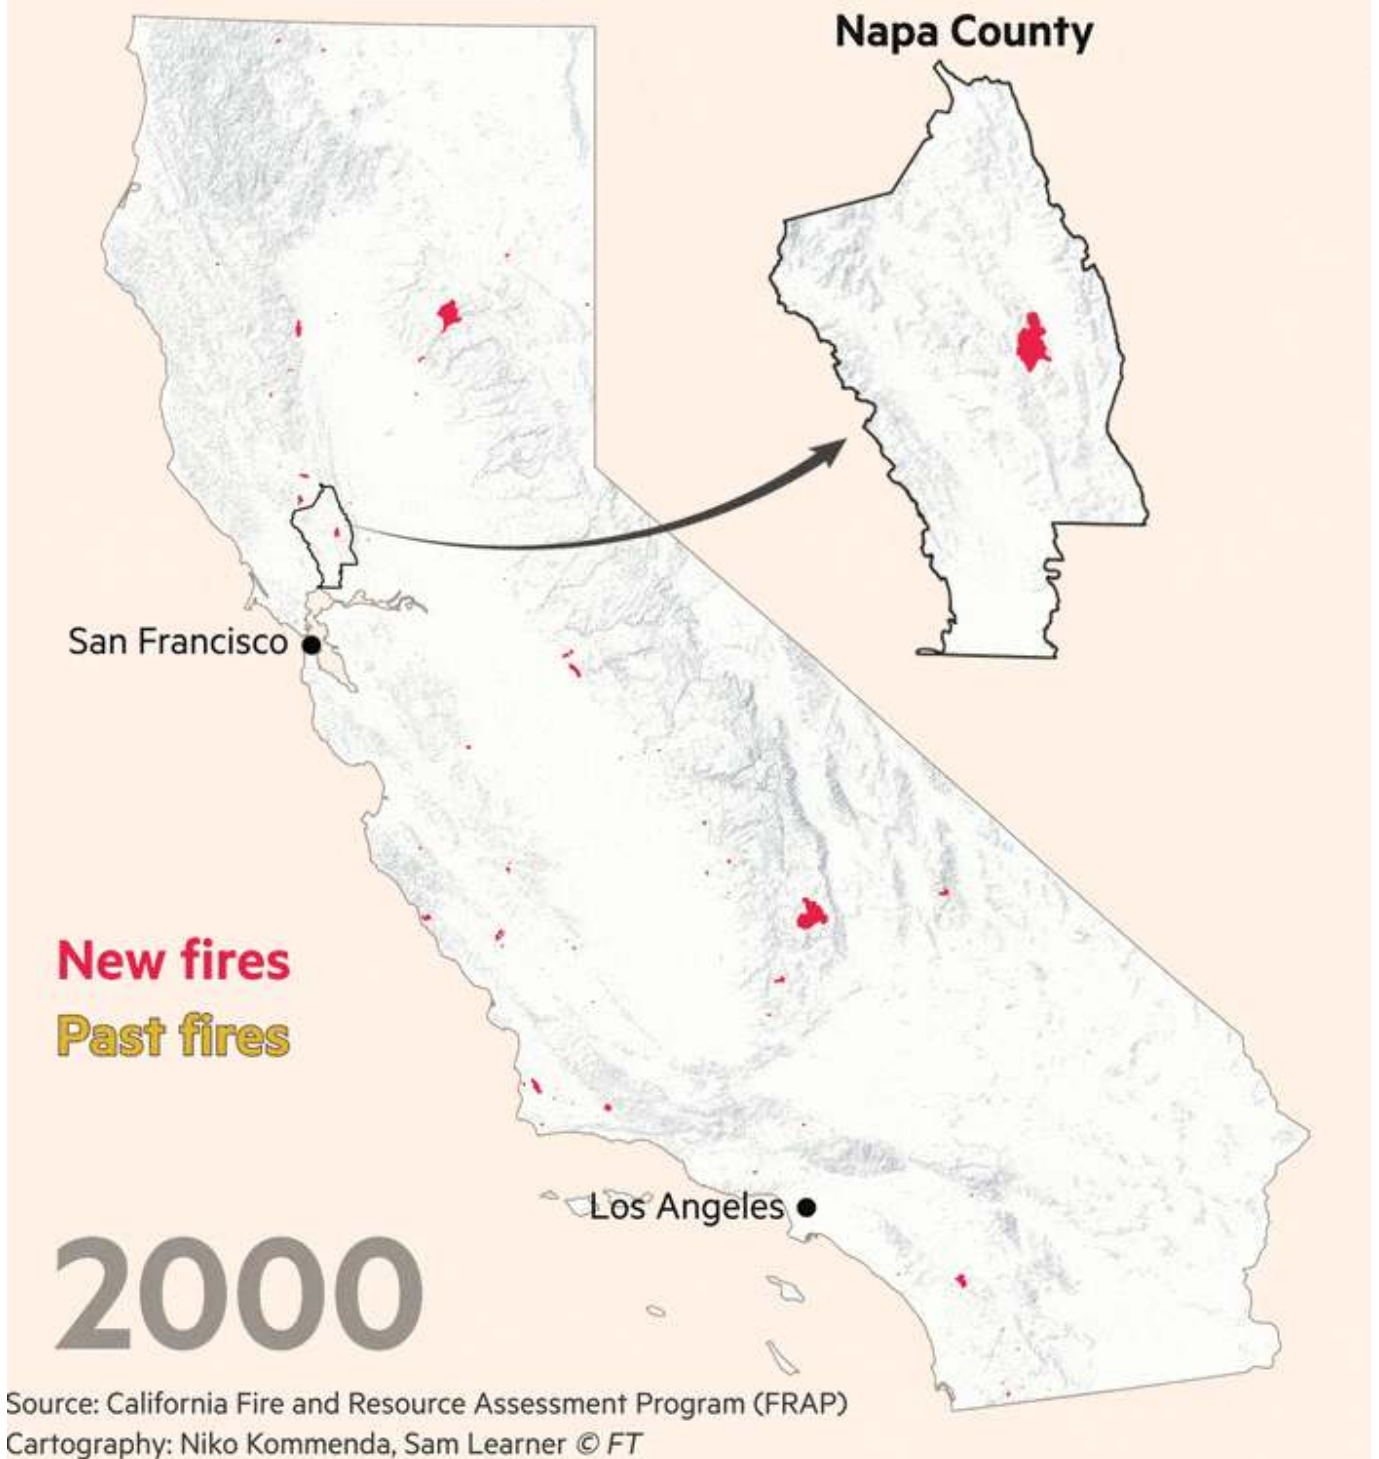 Napa County
San Francisco
New fires
Past fires
Los Angeles
2000
Source: California Fire and Resource Assessment Program (FRAP)
Cartography: Niko Kommenda, Sam Learner © FT